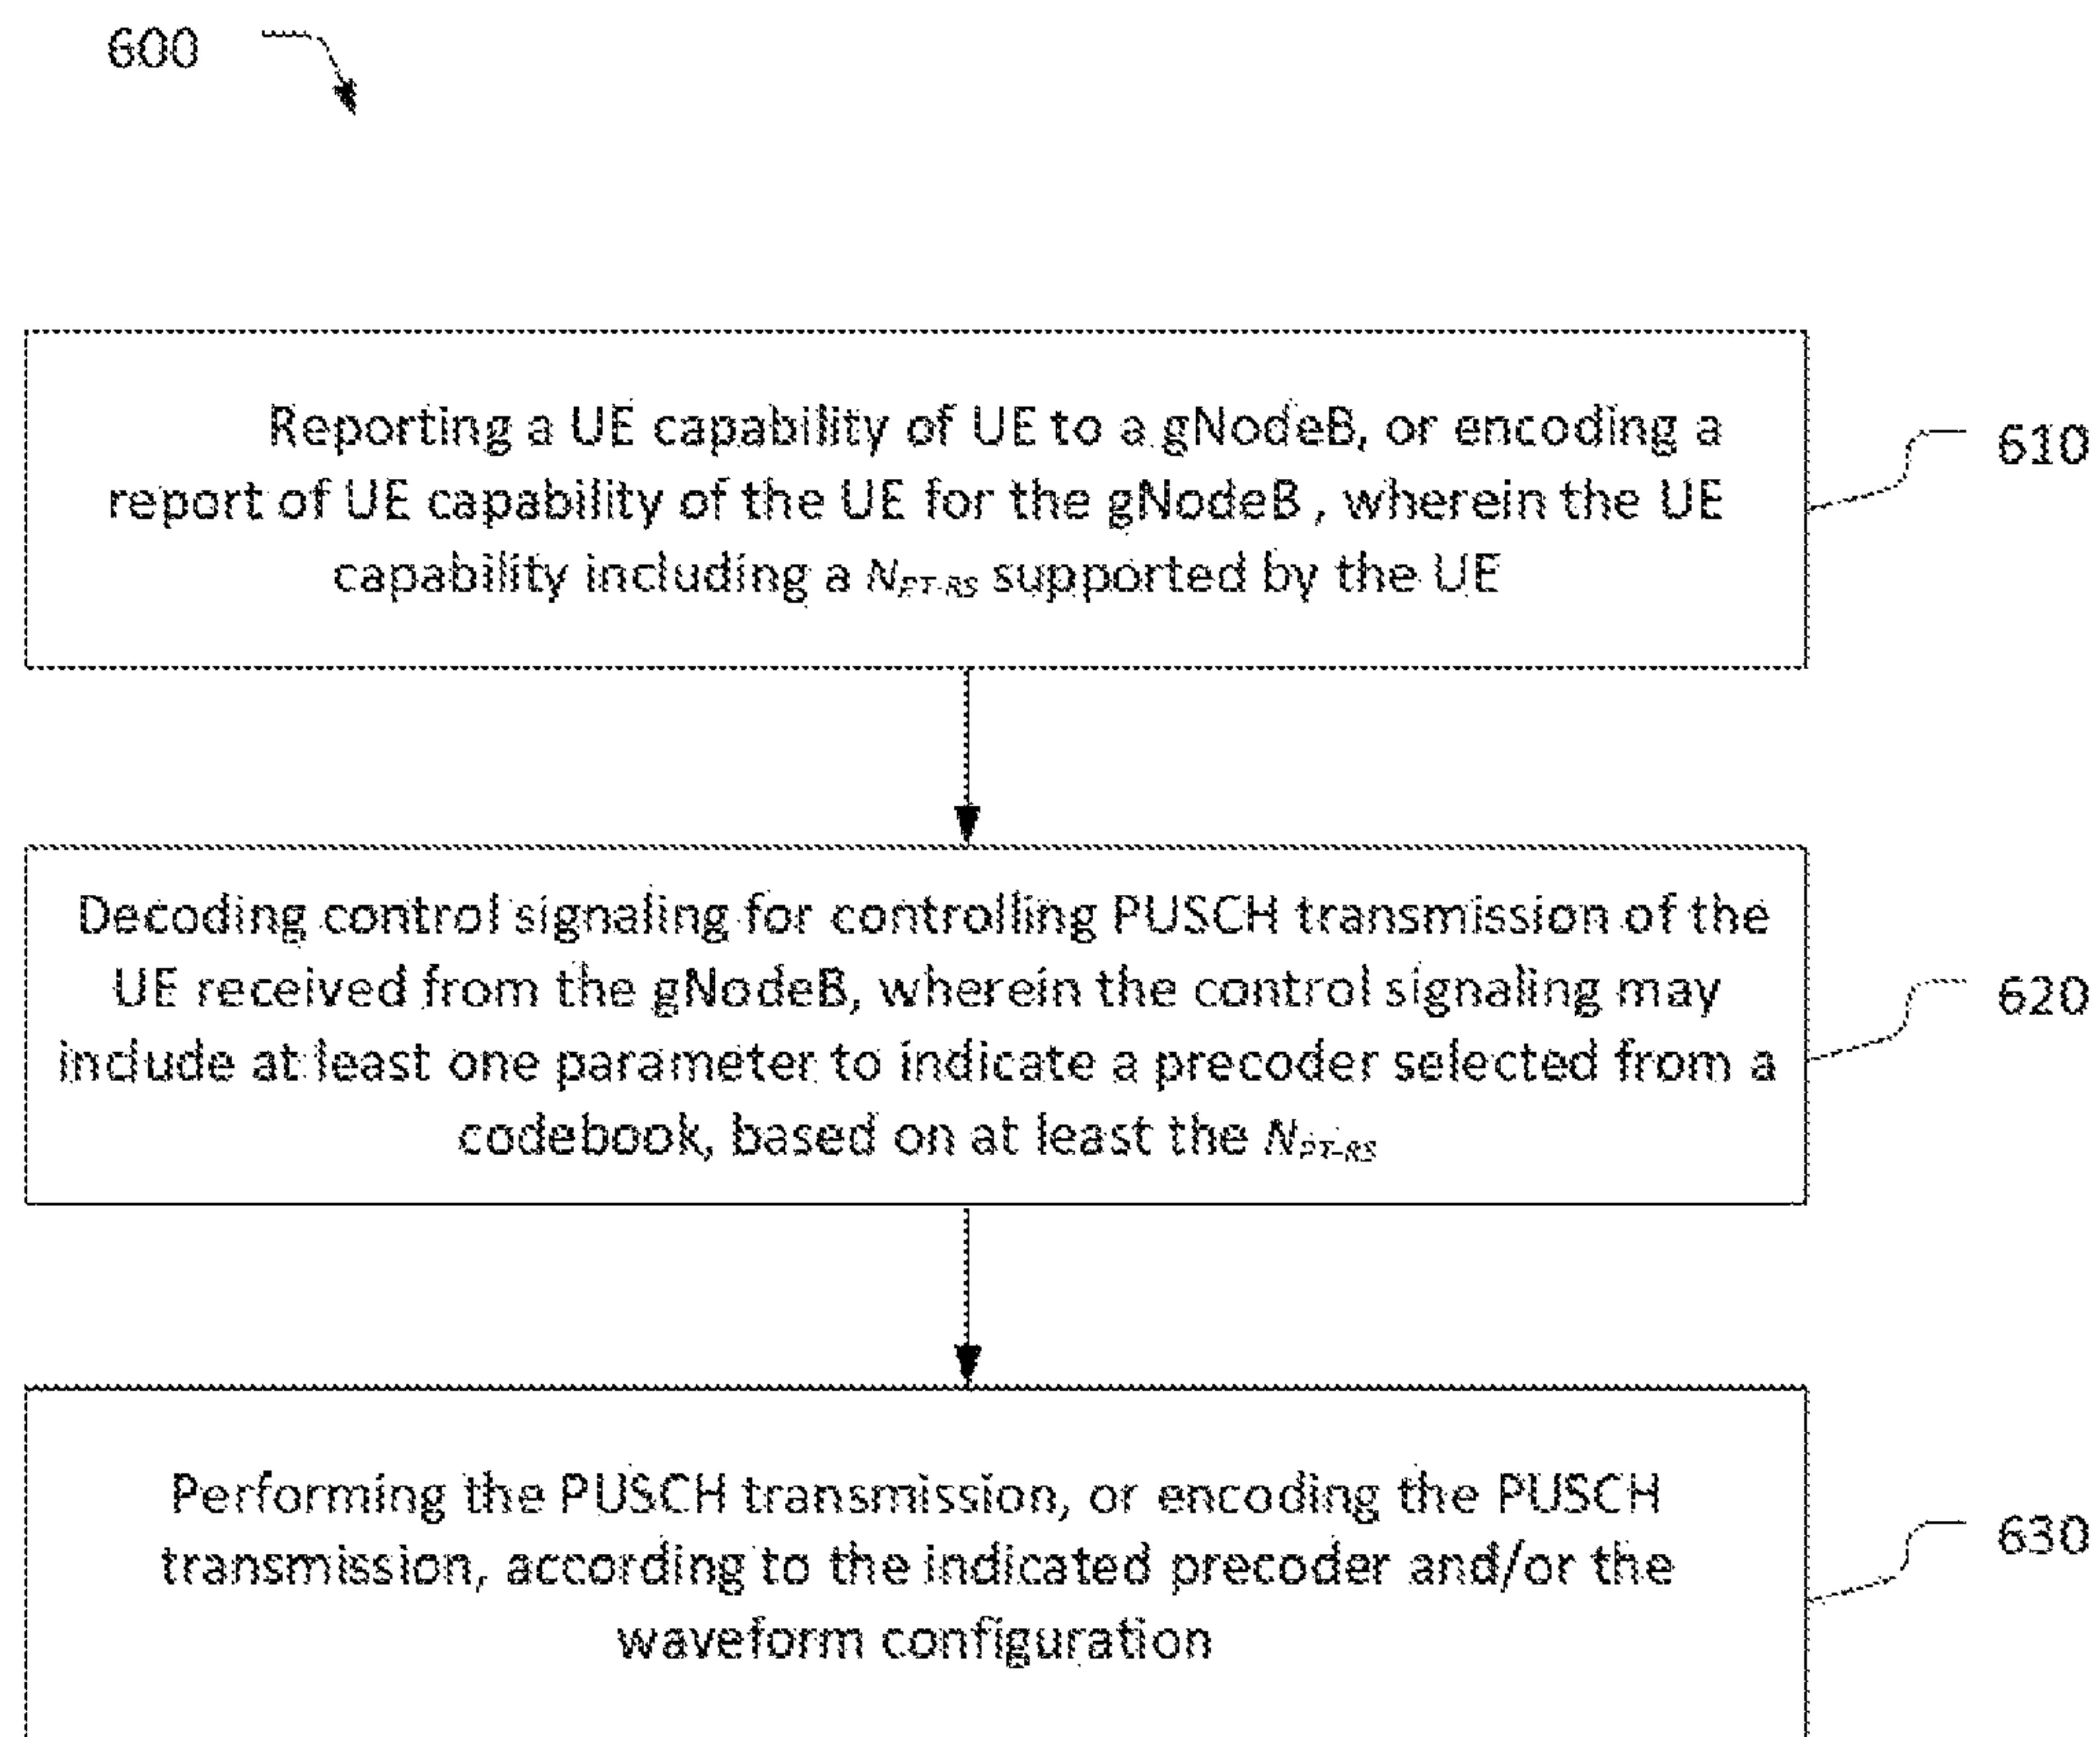 600
Reporting a UE capability of UE to a gNodeB, or encoding a
report of UE capability of the UE for the gNodeB , wherein the UE
capability including a N_PT-RS supported by the UE
610
Decoding control signaling for controlling PUSCH transmission of the
UE received from the gNodeB, wherein the control signaling may
include at least one parameter to indicate a precoder selected from a
codebook, based on at least the N_PT-RS
620
Performing the PUSCH transmission, or encoding the PUSCH
transmission, according to the indicated precoder and/or the
waveform configuration
630